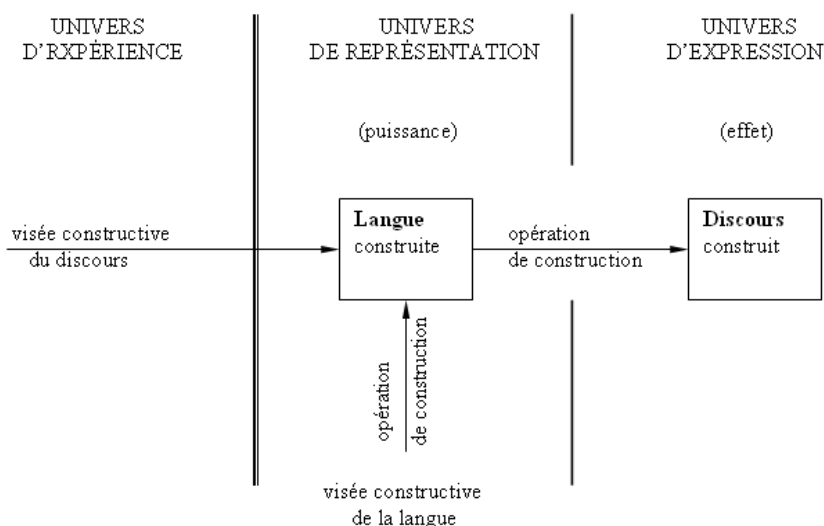 UNIVERS
D'RXPÈRIENCE
UNIVERS
DE REPRÉSENTATION
UNIVERS
D'EXPRESSION
(puissance)
(effet)
visée constructive
du discours
Langue
construite
opération
de construction
Discours
construit
opération
de construction
visée constructive
de la langue